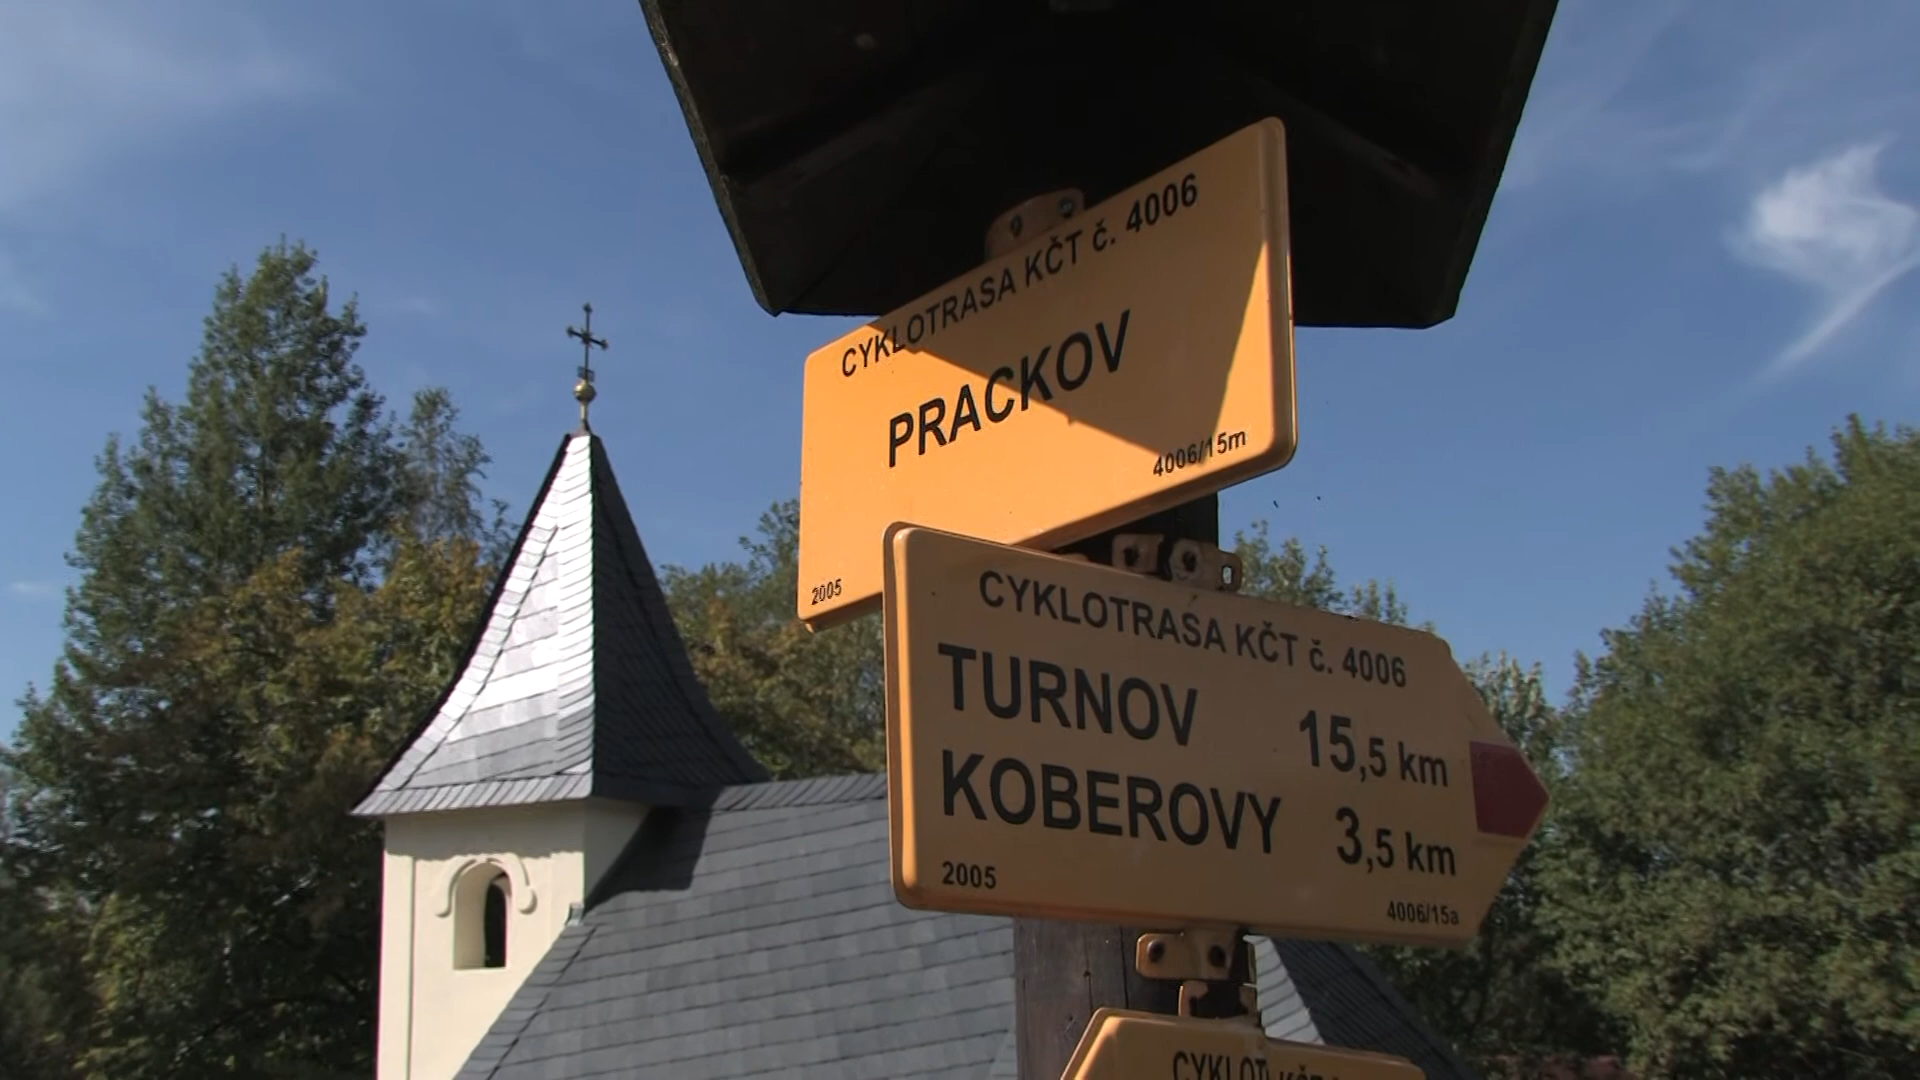 CYKLOTRASA KČT č. 4006
PRACKOV
4006/15m
2005
CYKLOTRASA KČT č. 4006
TURNOV 15,5 km
KOBEROVY 3,5 km
2005 4006/15a